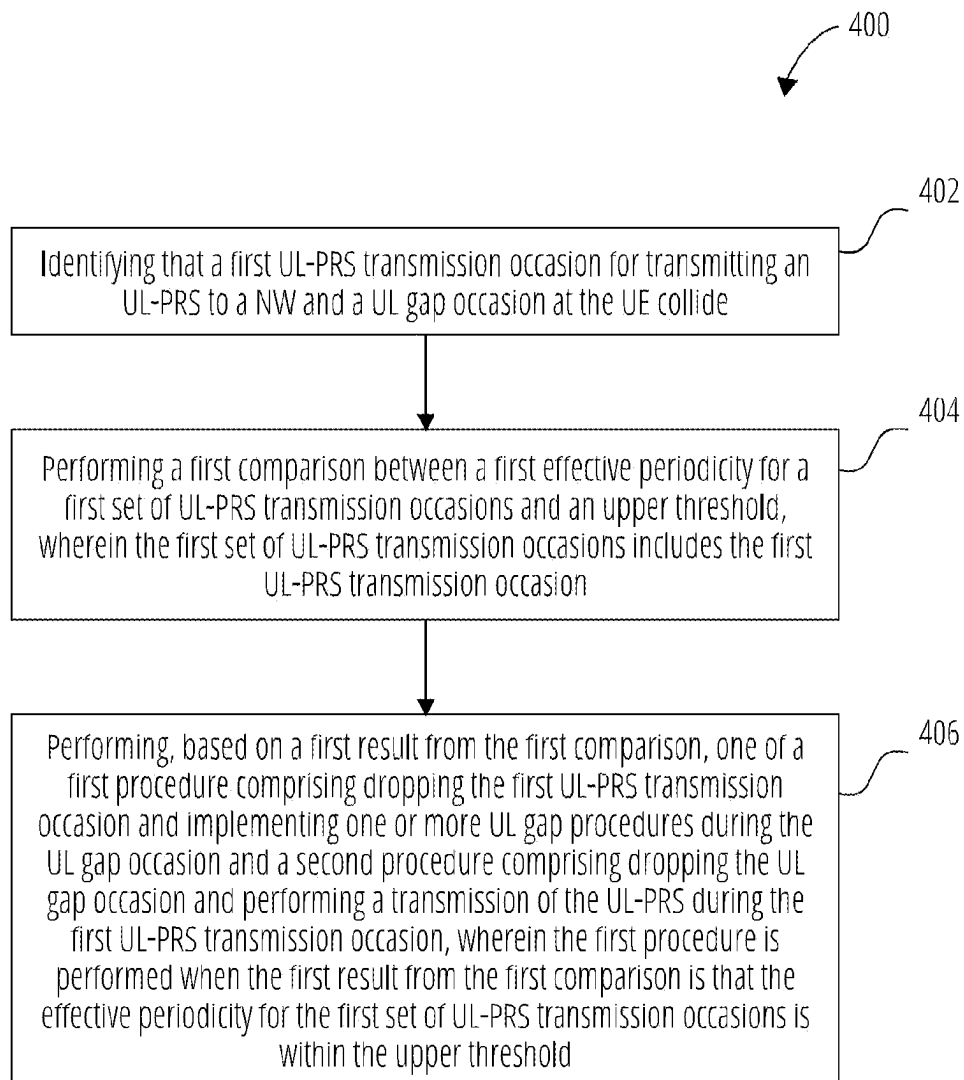 400
402
Identifying that a first UL-PRS transmission occasion for transmitting an
UL-PRS to a NW and a UL gap occasion at the UE collide
404
Performing a first comparison between a first effective periodicity for a
first set of UL-PRS transmission occasions and an upper threshold,
wherein the first set of UL-PRS transmission occasions includes the first
UL-PRS transmission occasion
406
Performing, based on a first result from the first comparison, one of a
first procedure comprising dropping the first UL-PRS transmission
occasion and implementing one or more UL gap procedures during the
UL gap occasion and a second procedure comprising dropping the UL
gap occasion and performing a transmission of the UL-PRS during the
first UL-PRS transmission occasion, wherein the first procedure is
performed when the first result from the first comparison is that the
effective periodicity for the first set of UL-PRS transmission occasions is
within the upper threshold